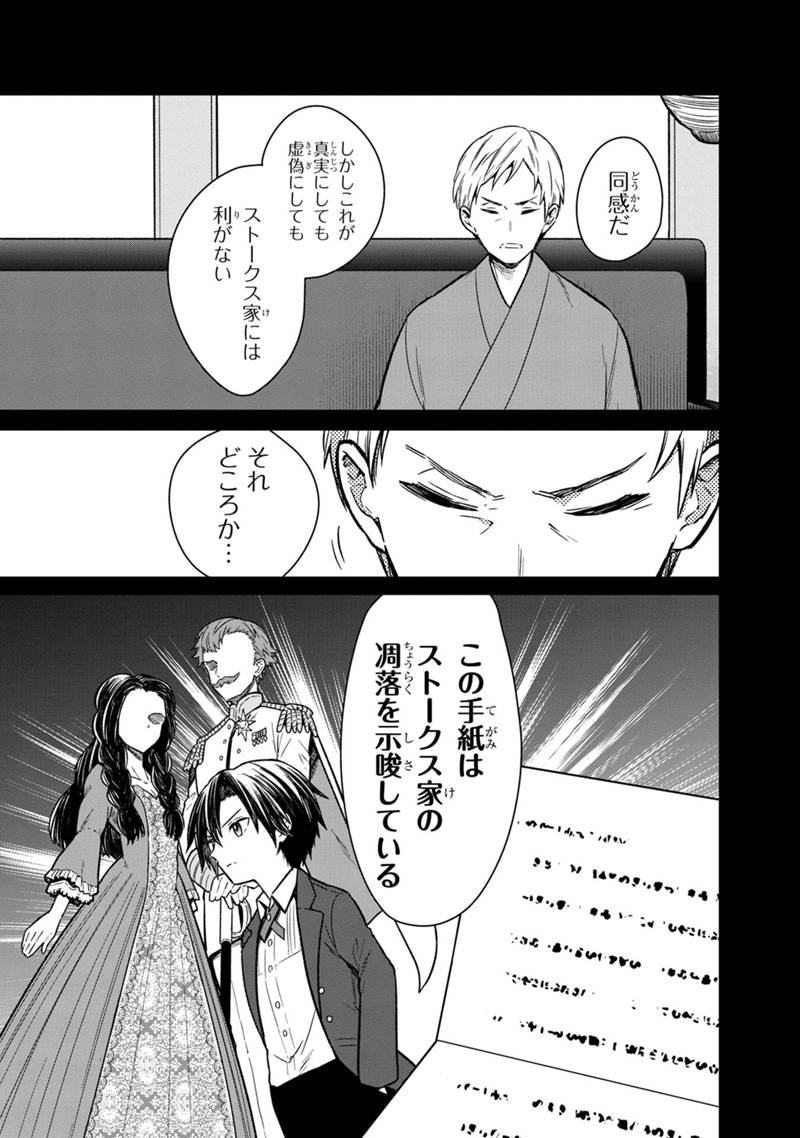 同感だ
しかしこれが
真実にしても
虚偽にしても
ストークス家には
利がない
それ
どころか…
この手紙は
ストークス家の
凋落を示唆している